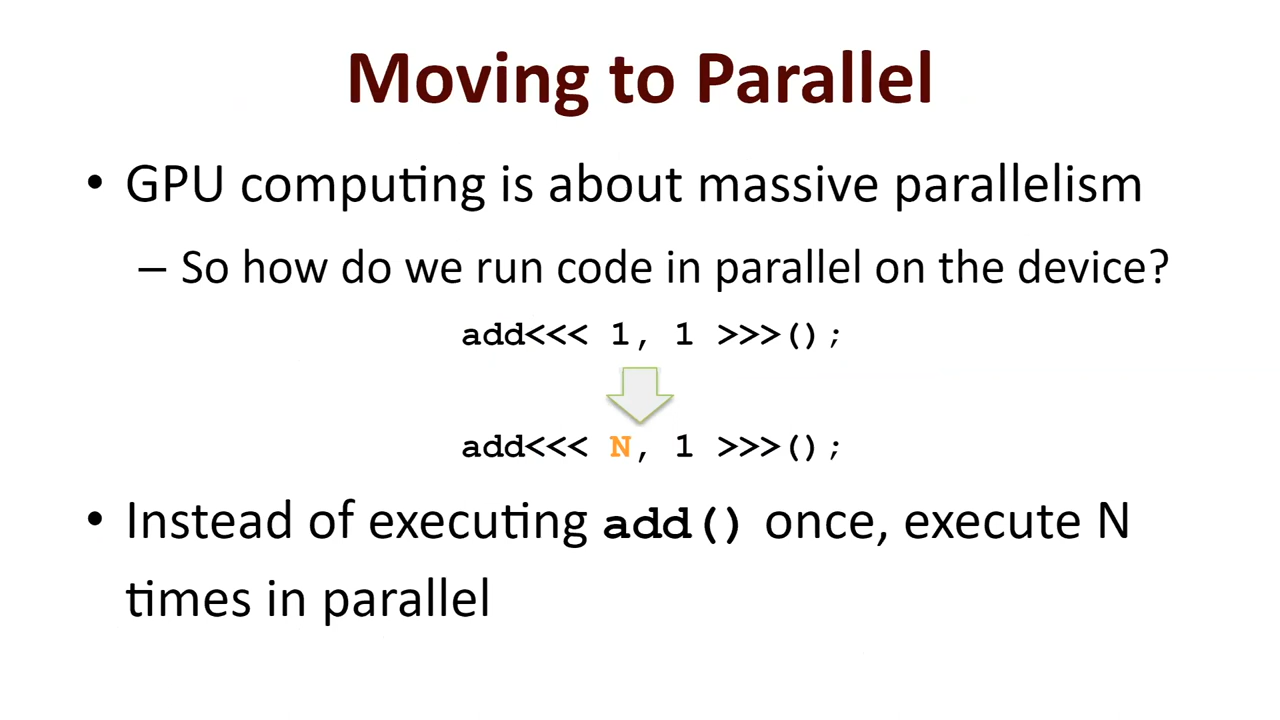 Moving to Parallel
• GPU computing is about massive parallelism
– So how do we run code in parallel on the device?
add<<< 1, 1 >>>();
add<<< N, 1 >>>();
• Instead of executing add() once, execute N
times in parallel